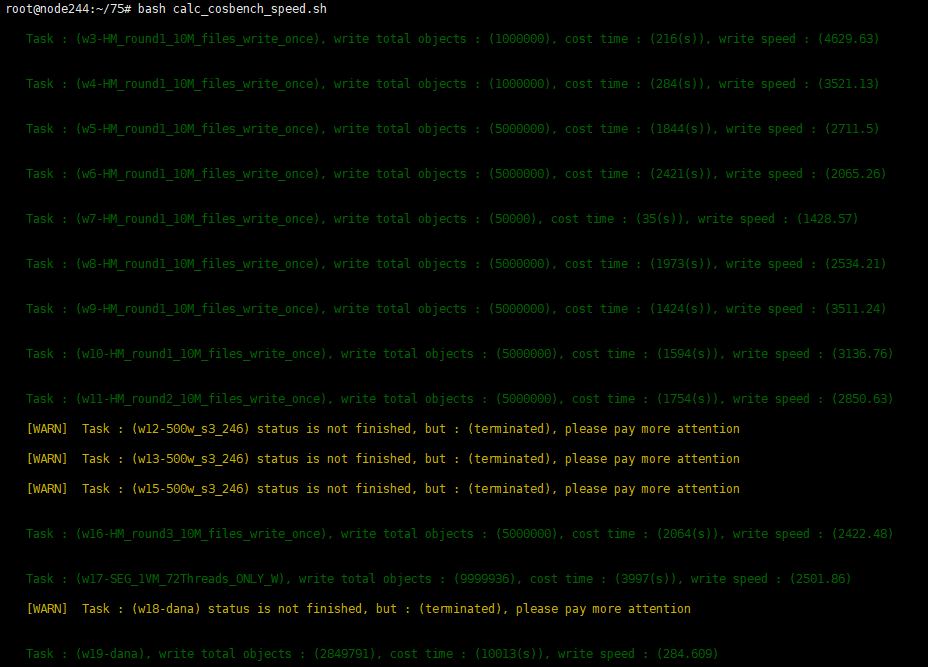 root@node244:~/75# bash calc_cosbench_speed.sh
Task : (w3-HM_round1_10M_files_write_once), write total objects : (1000000), cost time : (216(s)), write speed : (4629.63)
Task : (w4-HM_round1_10M_files_write_once), write total objects : (1000000), cost time : (284(s)), write speed : (3521.13)
Task : (w5-HM_round1_10M_files_write_once), write total objects : (5000000), cost time : (1844(s)), write speed : (2711.5)
Task : (w6-HM_round1_10M_files_write_once), write total objects : (5000000), cost time : (2421(s)), write speed : (2065.26)
Task : (w7-HM_round1_10M_files_write_once), write total objects : (50000), cost time : (35(s)), write speed : (1428.57)
Task : (w8-HM_round1_10M_files_write_once), write total objects : (5000000), cost time : (1973(s)), write speed : (2534.21)
Task : (w9-HM_round1_10M_files_write_once), write total objects : (5000000), cost time : (1424(s)), write speed : (3511.24)
Task : (w10-HM_round1_10M_files_write_once), write total objects : (5000000), cost time : (1594(s)), write speed : (3136.76)
Task : (w11-HM_round2_10M_files_write_once), write total objects : (5000000), cost time : (1754(s)), write speed : (2850.63)
[WARN]  Task : (w12-500w_s3_246) status is not finished, but : (terminated), please pay more attention
[WARN]  Task : (w13-500w_s3_246) status is not finished, but : (terminated), please pay more attention
[WARN]  Task : (w15-500w_s3_246) status is not finished, but : (terminated), please pay more attention
Task : (w16-HM_round3_10M_files_write_once), write total objects : (5000000), cost time : (2064(s)), write speed : (2422.48)
Task : (w17-SEG_1VM_72Threads_ONLY_W), write total objects : (9999936), cost time : (3997(s)), write speed : (2501.86)
[WARN]  Task : (w18-dana) status is not finished, but : (terminated), please pay more attention
Task : (w19-dana), write total objects : (2849791), cost time : (10013(s)), write speed : (284.609)